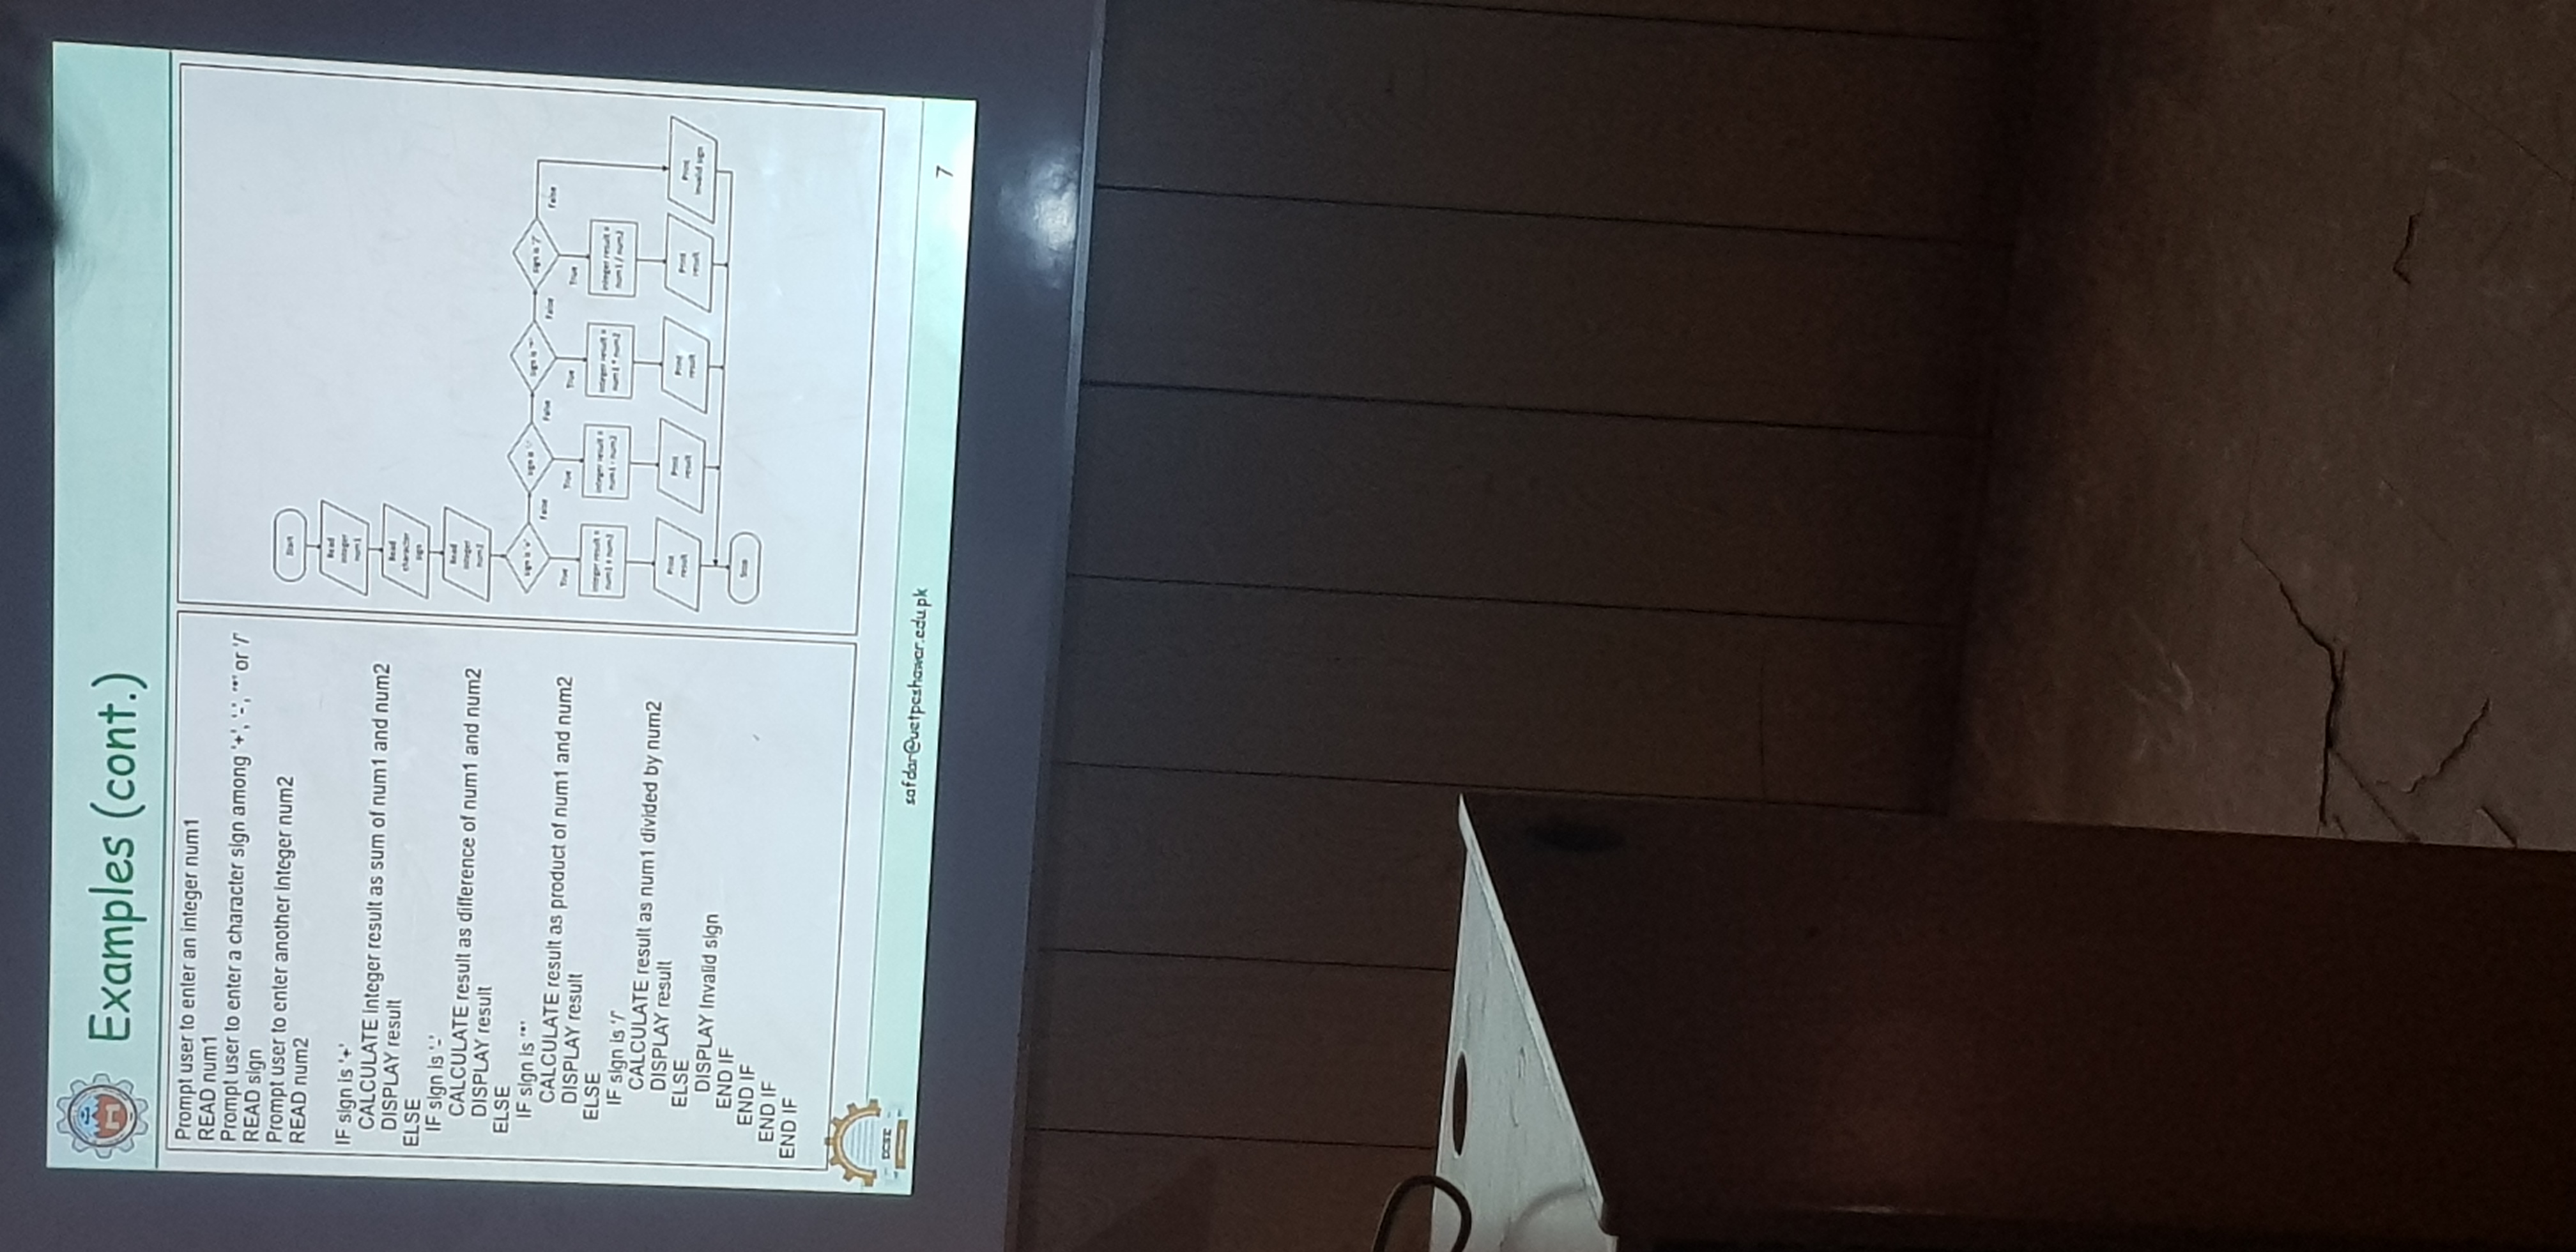 Examples (cont.)
Prompt user to enter an integer num1
READ num1
Prompt user to enter a character sign among '+', '-', '*' or '/'
READ sign
Prompt user to enter another integer num2
READ num2
IF sign is '+'
CALCULATE integer result as sum of num1 and num2
DISPLAY result
ELSE
IF sign is '-'
CALCULATE result as difference of num1 and num2
DISPLAY result
ELSE
IF sign is '*'
CALCULATE result as product of num1 and num2
DISPLAY result
ELSE
IF sign is '/'
CALCULATE result as num1 divided by num2
DISPLAY result
ELSE
DISPLAY Invalid sign
END IF
END IF
END IF
END IF
Start
Read
integer
num1
Read
character
sign
Read
integer
num2
sign is '+'
False
sign is '-'
False
sign is '*'
False
sign is '/'
False
True
True
True
True
integer result =
num1 + num2
integer result =
num1 - num2
integer result =
num1 * num2
integer result =
num1 / num2
Print
result
Print
result
Print
result
Print
result
Print
Invalid sign
Stop
DCSE
safdar@uetpeshawar.edu.pk
7